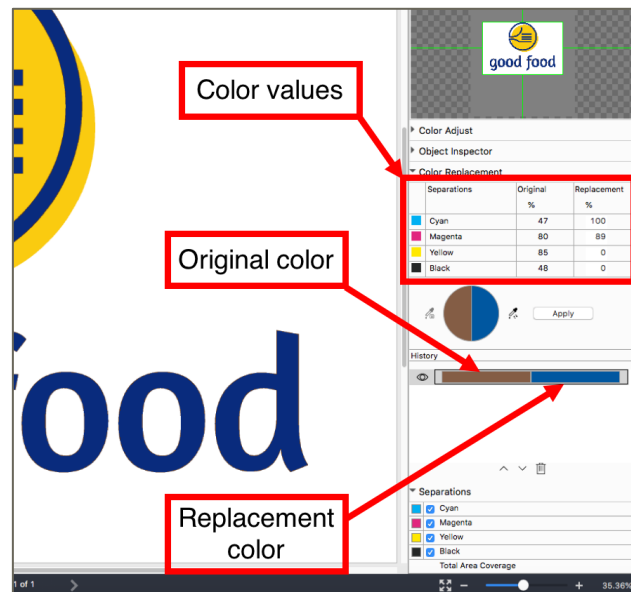 good food
Color values
Color Adjust
Object Inspector
Color Replacement
Separations Original Replacement
% %
Cyan 47 100
Magenta 80 89
Yellow 85 0
Black 48 0
Original color
Apply
History
food
Replacement
color
Separations
Cyan
Magenta
Yellow
Black
Total Area Coverage
1 of 1
35.36%